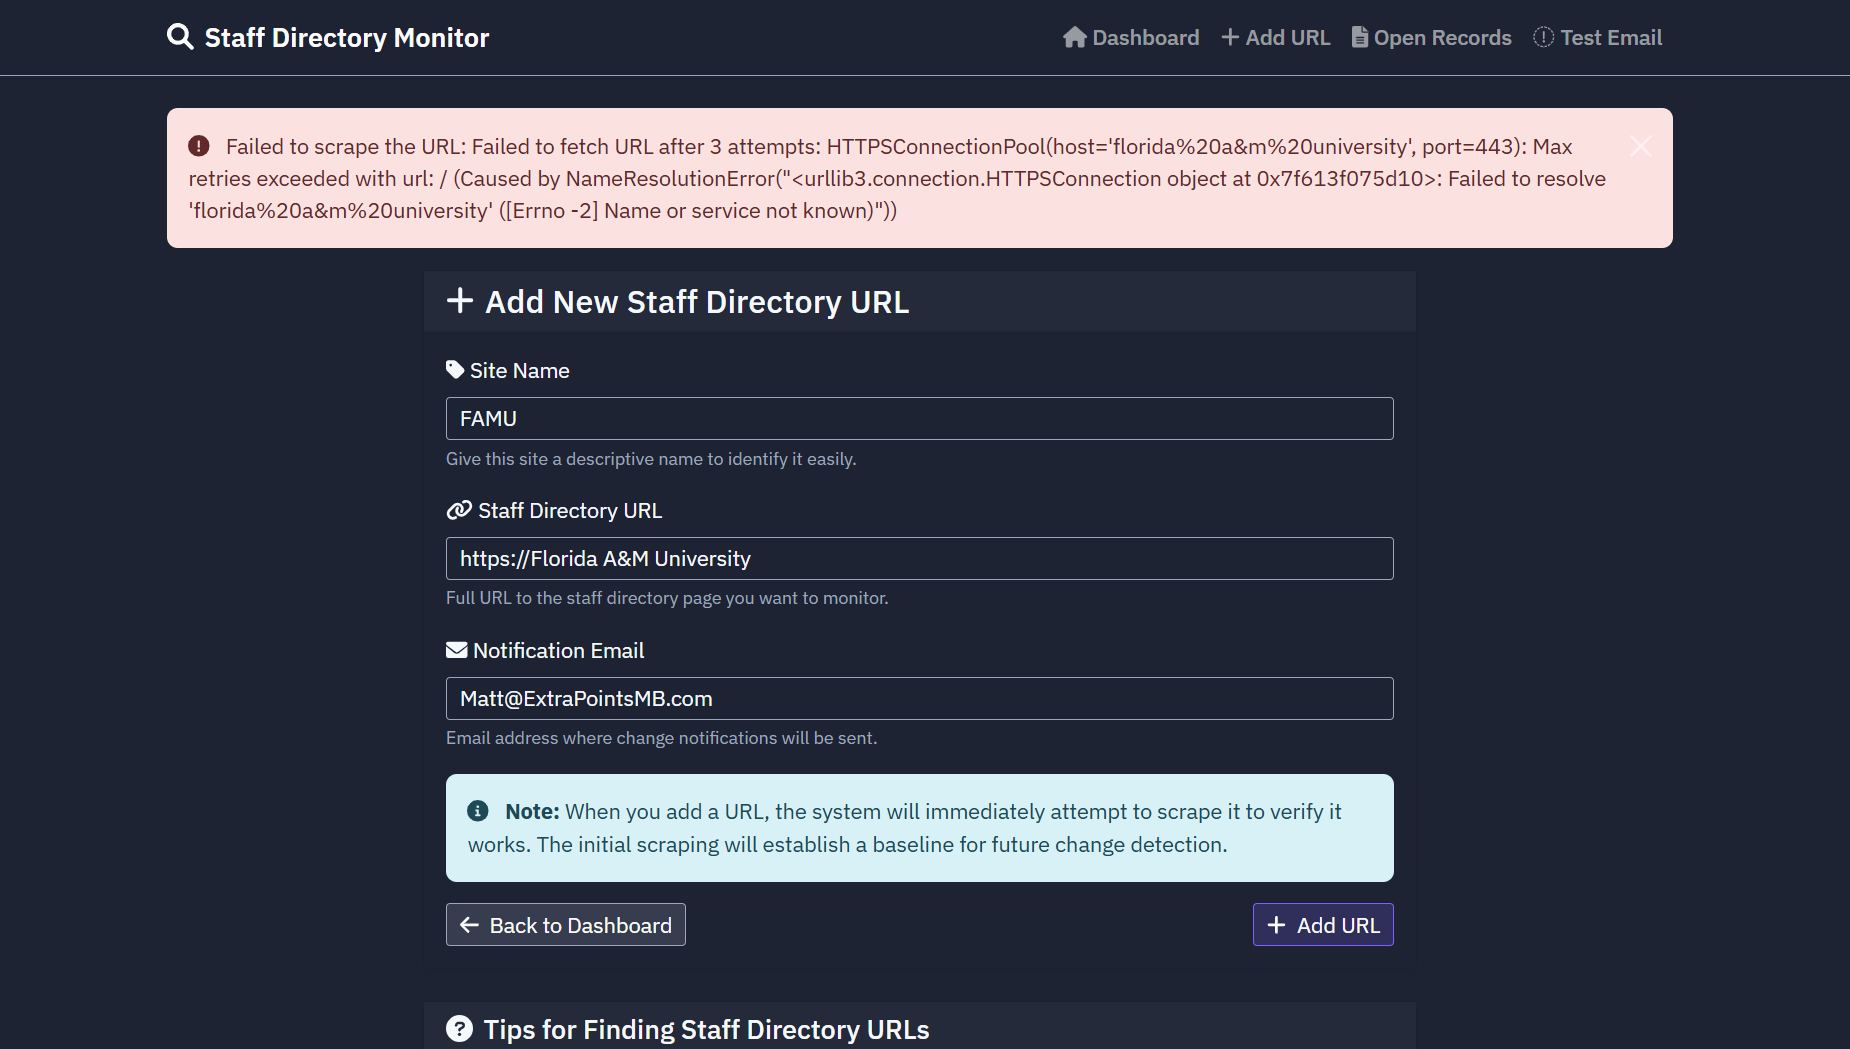 Staff Directory Monitor
Dashboard
Add URL
Open Records
Test Email
Failed to scrape the URL: Failed to fetch URL after 3 attempts: HTTPSConnectionPool(host='florida%20a&m%20university', port=443): Max
retries exceeded with url: / (Caused by NameResolutionError("<urllib3.connection.HTTPSConnection object at 0x7f613f075d10>: Failed to resolve
'florida%20a&m%20university' ([Errno -2] Name or service not known)"))
Add New Staff Directory URL
Site Name
FAMU
Give this site a descriptive name to identify it easily.
Staff Directory URL
https://Florida A&M University
Full URL to the staff directory page you want to monitor.
Notification Email
Matt@ExtraPointsMB.com
Email address where change notifications will be sent.
Note: When you add a URL, the system will immediately attempt to scrape it to verify it
works. The initial scraping will establish a baseline for future change detection.
Back to Dashboard
Add URL
Tips for Finding Staff Directory URLs